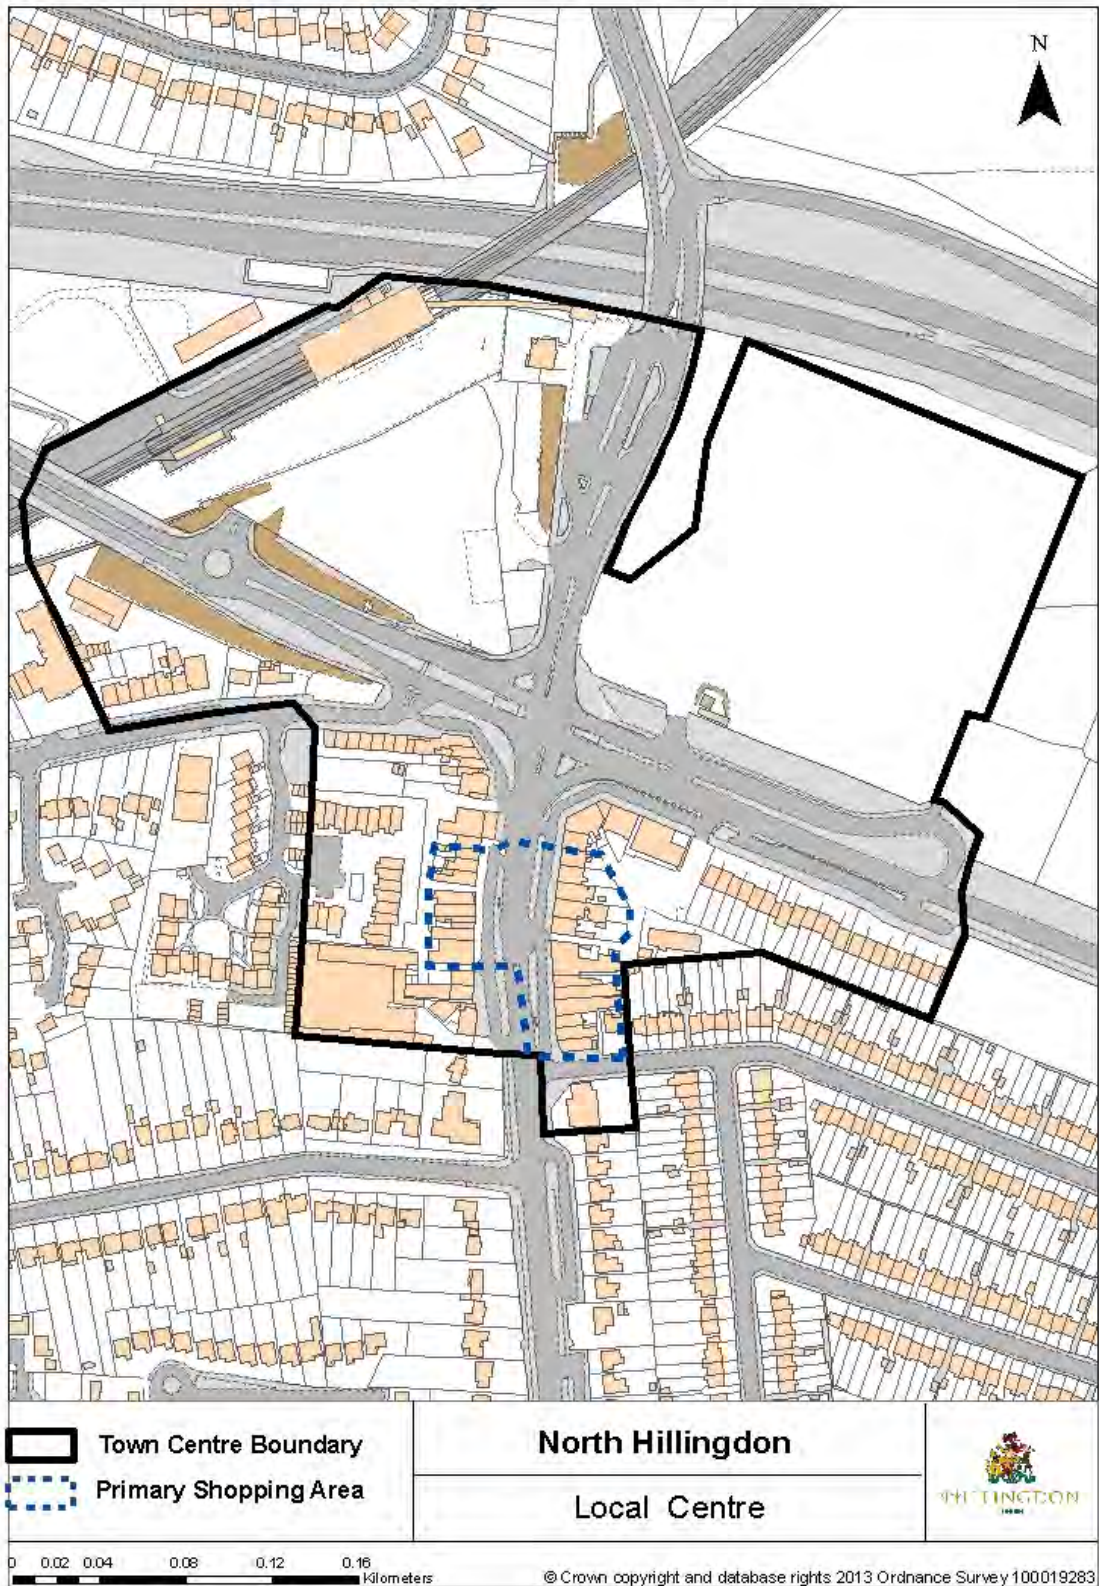 N
Town Centre Boundary
Primary Shopping Area
North Hillingdon
Local Centre
HILLINGDON
0 0.02 0.04 0.08 0.12 0.16
Kilometers
© Crown copyright and database rights 2013 Ordnance Survey 100019283